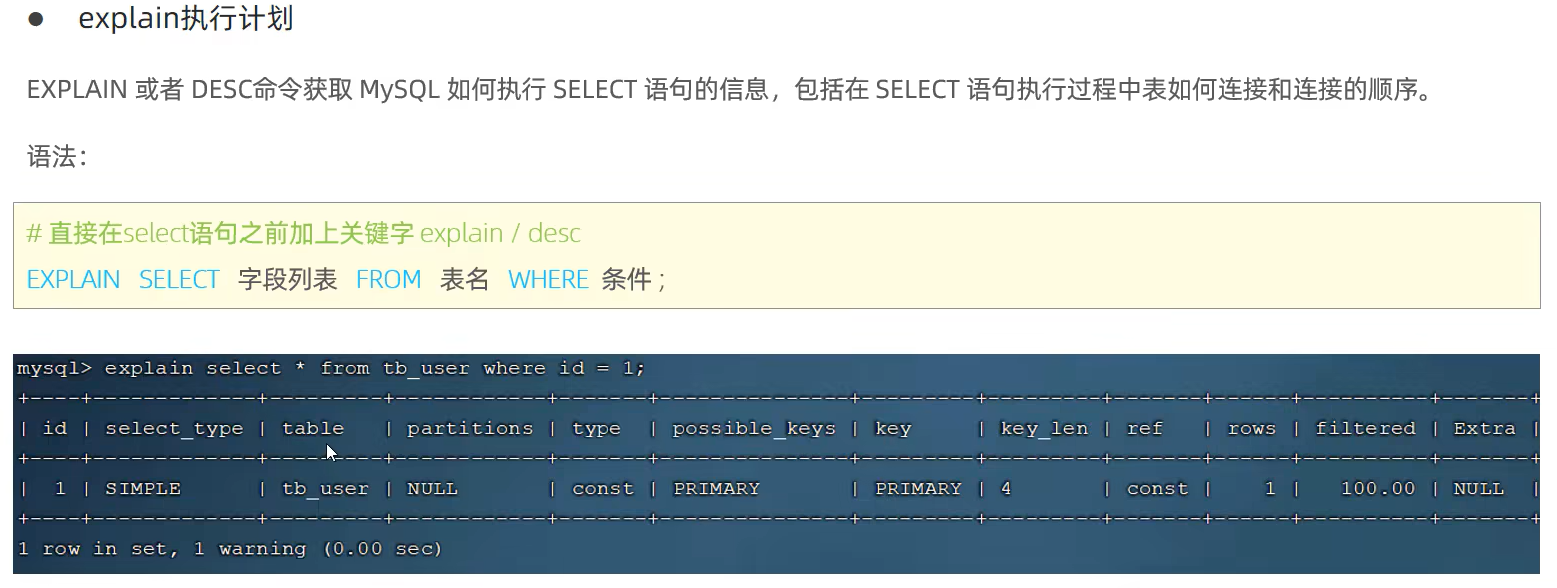 ● explain执行计划
EXPLAIN 或者 DESC命令获取 MySQL 如何执行 SELECT 语句的信息，包括在 SELECT 语句执行过程中表如何连接和连接的顺序。
语法：
# 直接在select语句之前加上关键字 explain / desc
EXPLAIN SELECT 字段列表 FROM 表名 WHERE 条件 ;
mysql> explain select * from tb_user where id = 1;
+----+-------------+---------+------------+-------+---------------+---------+---------+-------+------+----------+-------+
| id | select_type | table   | partitions | type  | possible_keys | key     | key_len | ref   | rows | filtered | Extra |
+----+-------------+---------+------------+-------+---------------+---------+---------+-------+------+----------+-------+
|  1 | SIMPLE      | tb_user | NULL       | const | PRIMARY       | PRIMARY | 4       | const |    1 |   100.00 | NULL  |
+----+-------------+---------+------------+-------+---------------+---------+---------+-------+------+----------+-------+
1 row in set, 1 warning (0.00 sec)